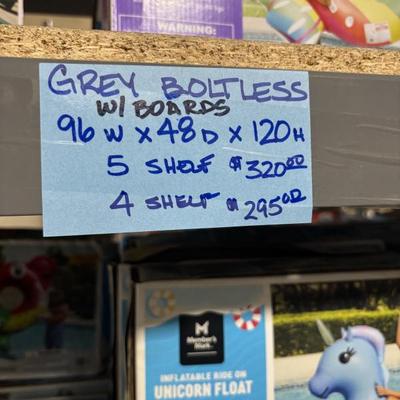 WARNING:
GREY BOLTLESS
W/ BOARDS
96 W X 48 D X 120 H
5 SHELF $320.00
4 SHELF $295.00
Member's
Mark
INFLATABLE RIDE ON
UNICORN FLOAT